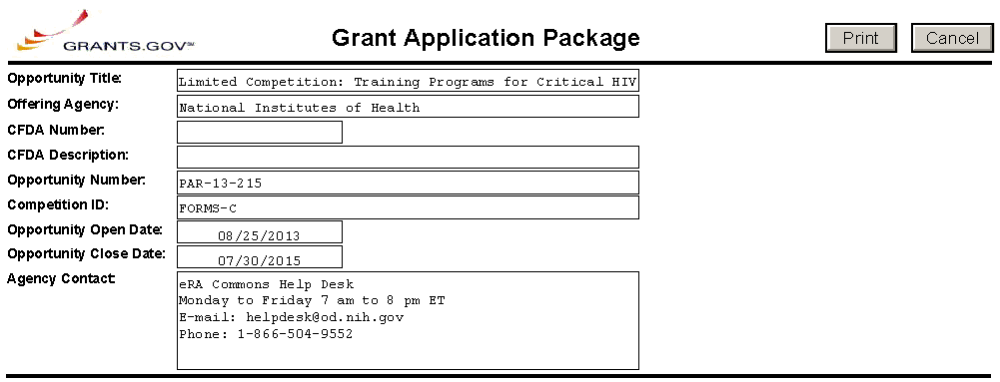 GRANTS.GOV℠
Grant Application Package
Print
Cancel
Opportunity Title: Limited Competition: Training Programs for Critical HIV
Offering Agency: National Institutes of Health
CFDA Number:
CFDA Description:
Opportunity Number: PAR-13-215
Competition ID: FORMS-C
Opportunity Open Date: 08/25/2013
Opportunity Close Date: 07/30/2015
Agency Contact: eRA Commons Help Desk
Monday to Friday 7 am to 8 pm ET
E-mail: helpdesk@od.nih.gov
Phone: 1-866-504-9552